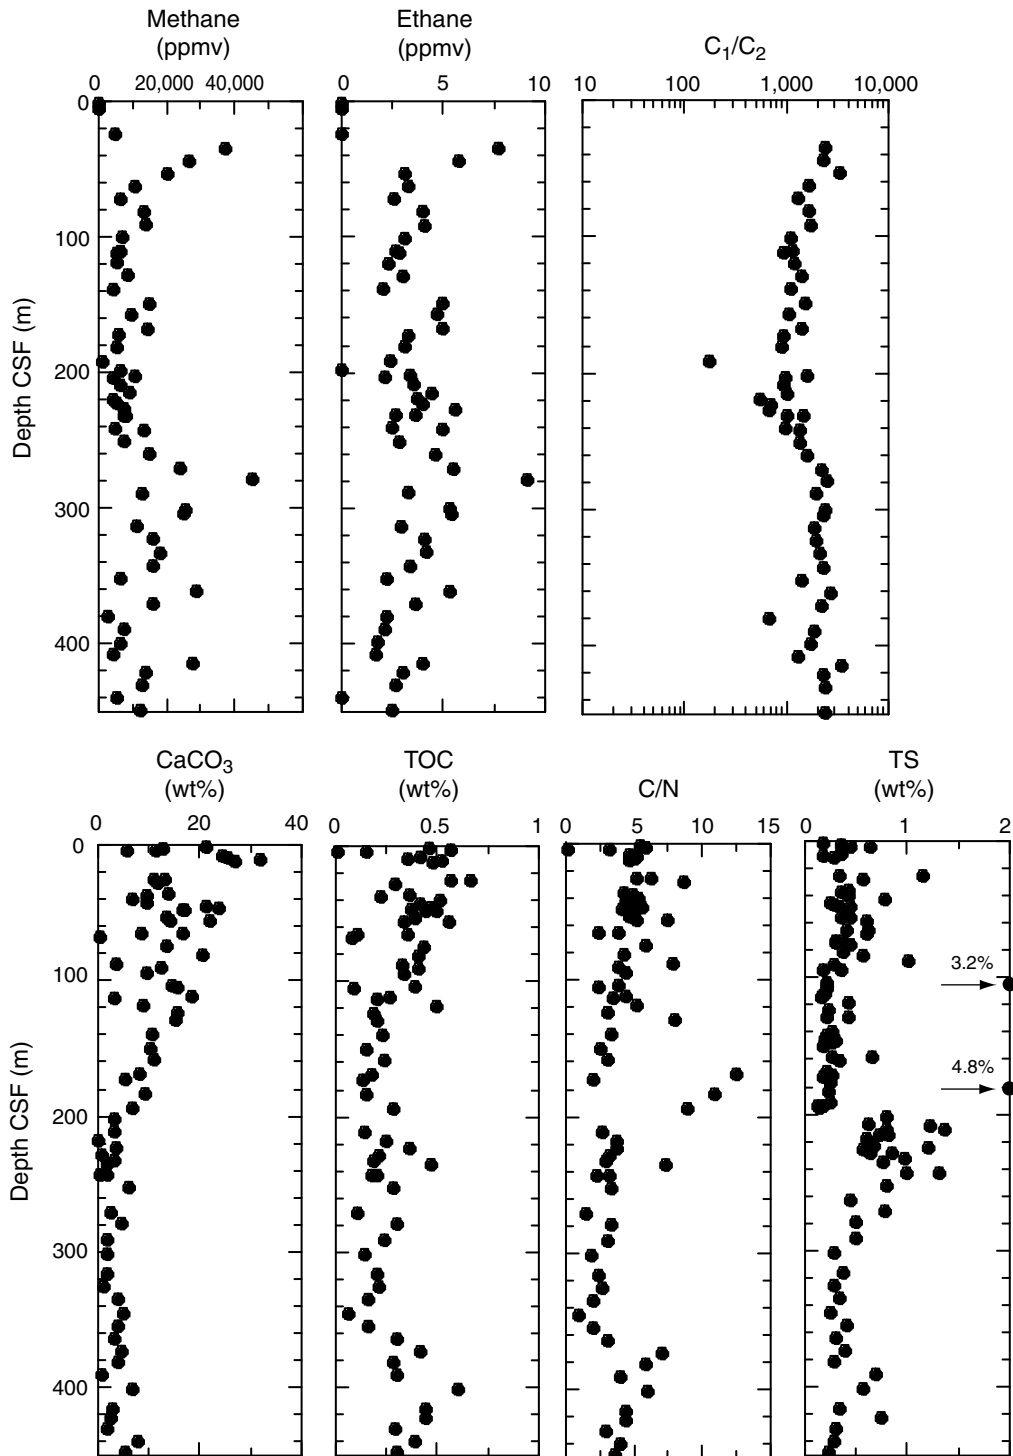 Methane Ethane
(ppmv) (ppmv) C1/C2
0 20,000 40,000 0 5 10 10 100 1,000 10,000
0
100
200
300
400
Depth CSF (m)
CaCO3 TOC TS
(wt%) (wt%) C/N (wt%)
0 20 40 0 0.5 1 0 5 10 15 0 1 2
0
100
3.2%
4.8%
200
300
400
Depth CSF (m)